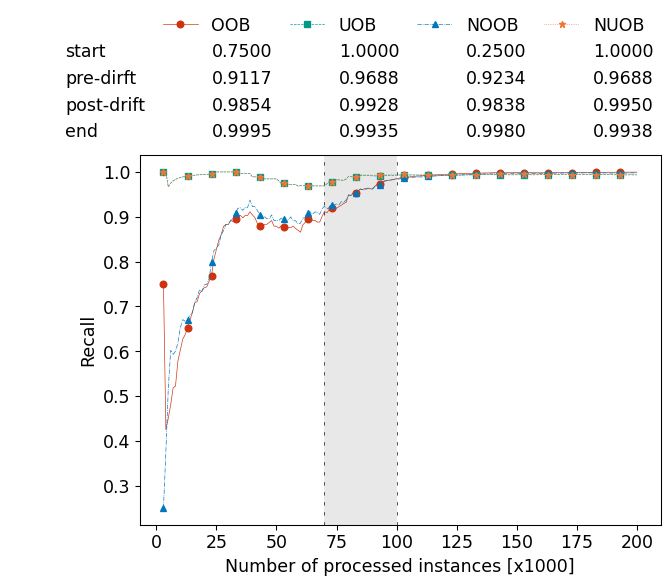 OOB UOB NOOB NUOB
start 0.7500 1.0000 0.2500 1.0000
pre-dirft 0.9117 0.9688 0.9234 0.9688
post-drift 0.9854 0.9928 0.9838 0.9950
end 0.9995 0.9935 0.9980 0.9938
1.0
0.9
0.8
0.7
0.6
0.5
0.4
0.3
Recall
0 25 50 75 100 125 150 175 200
Number of processed instances [x1000]